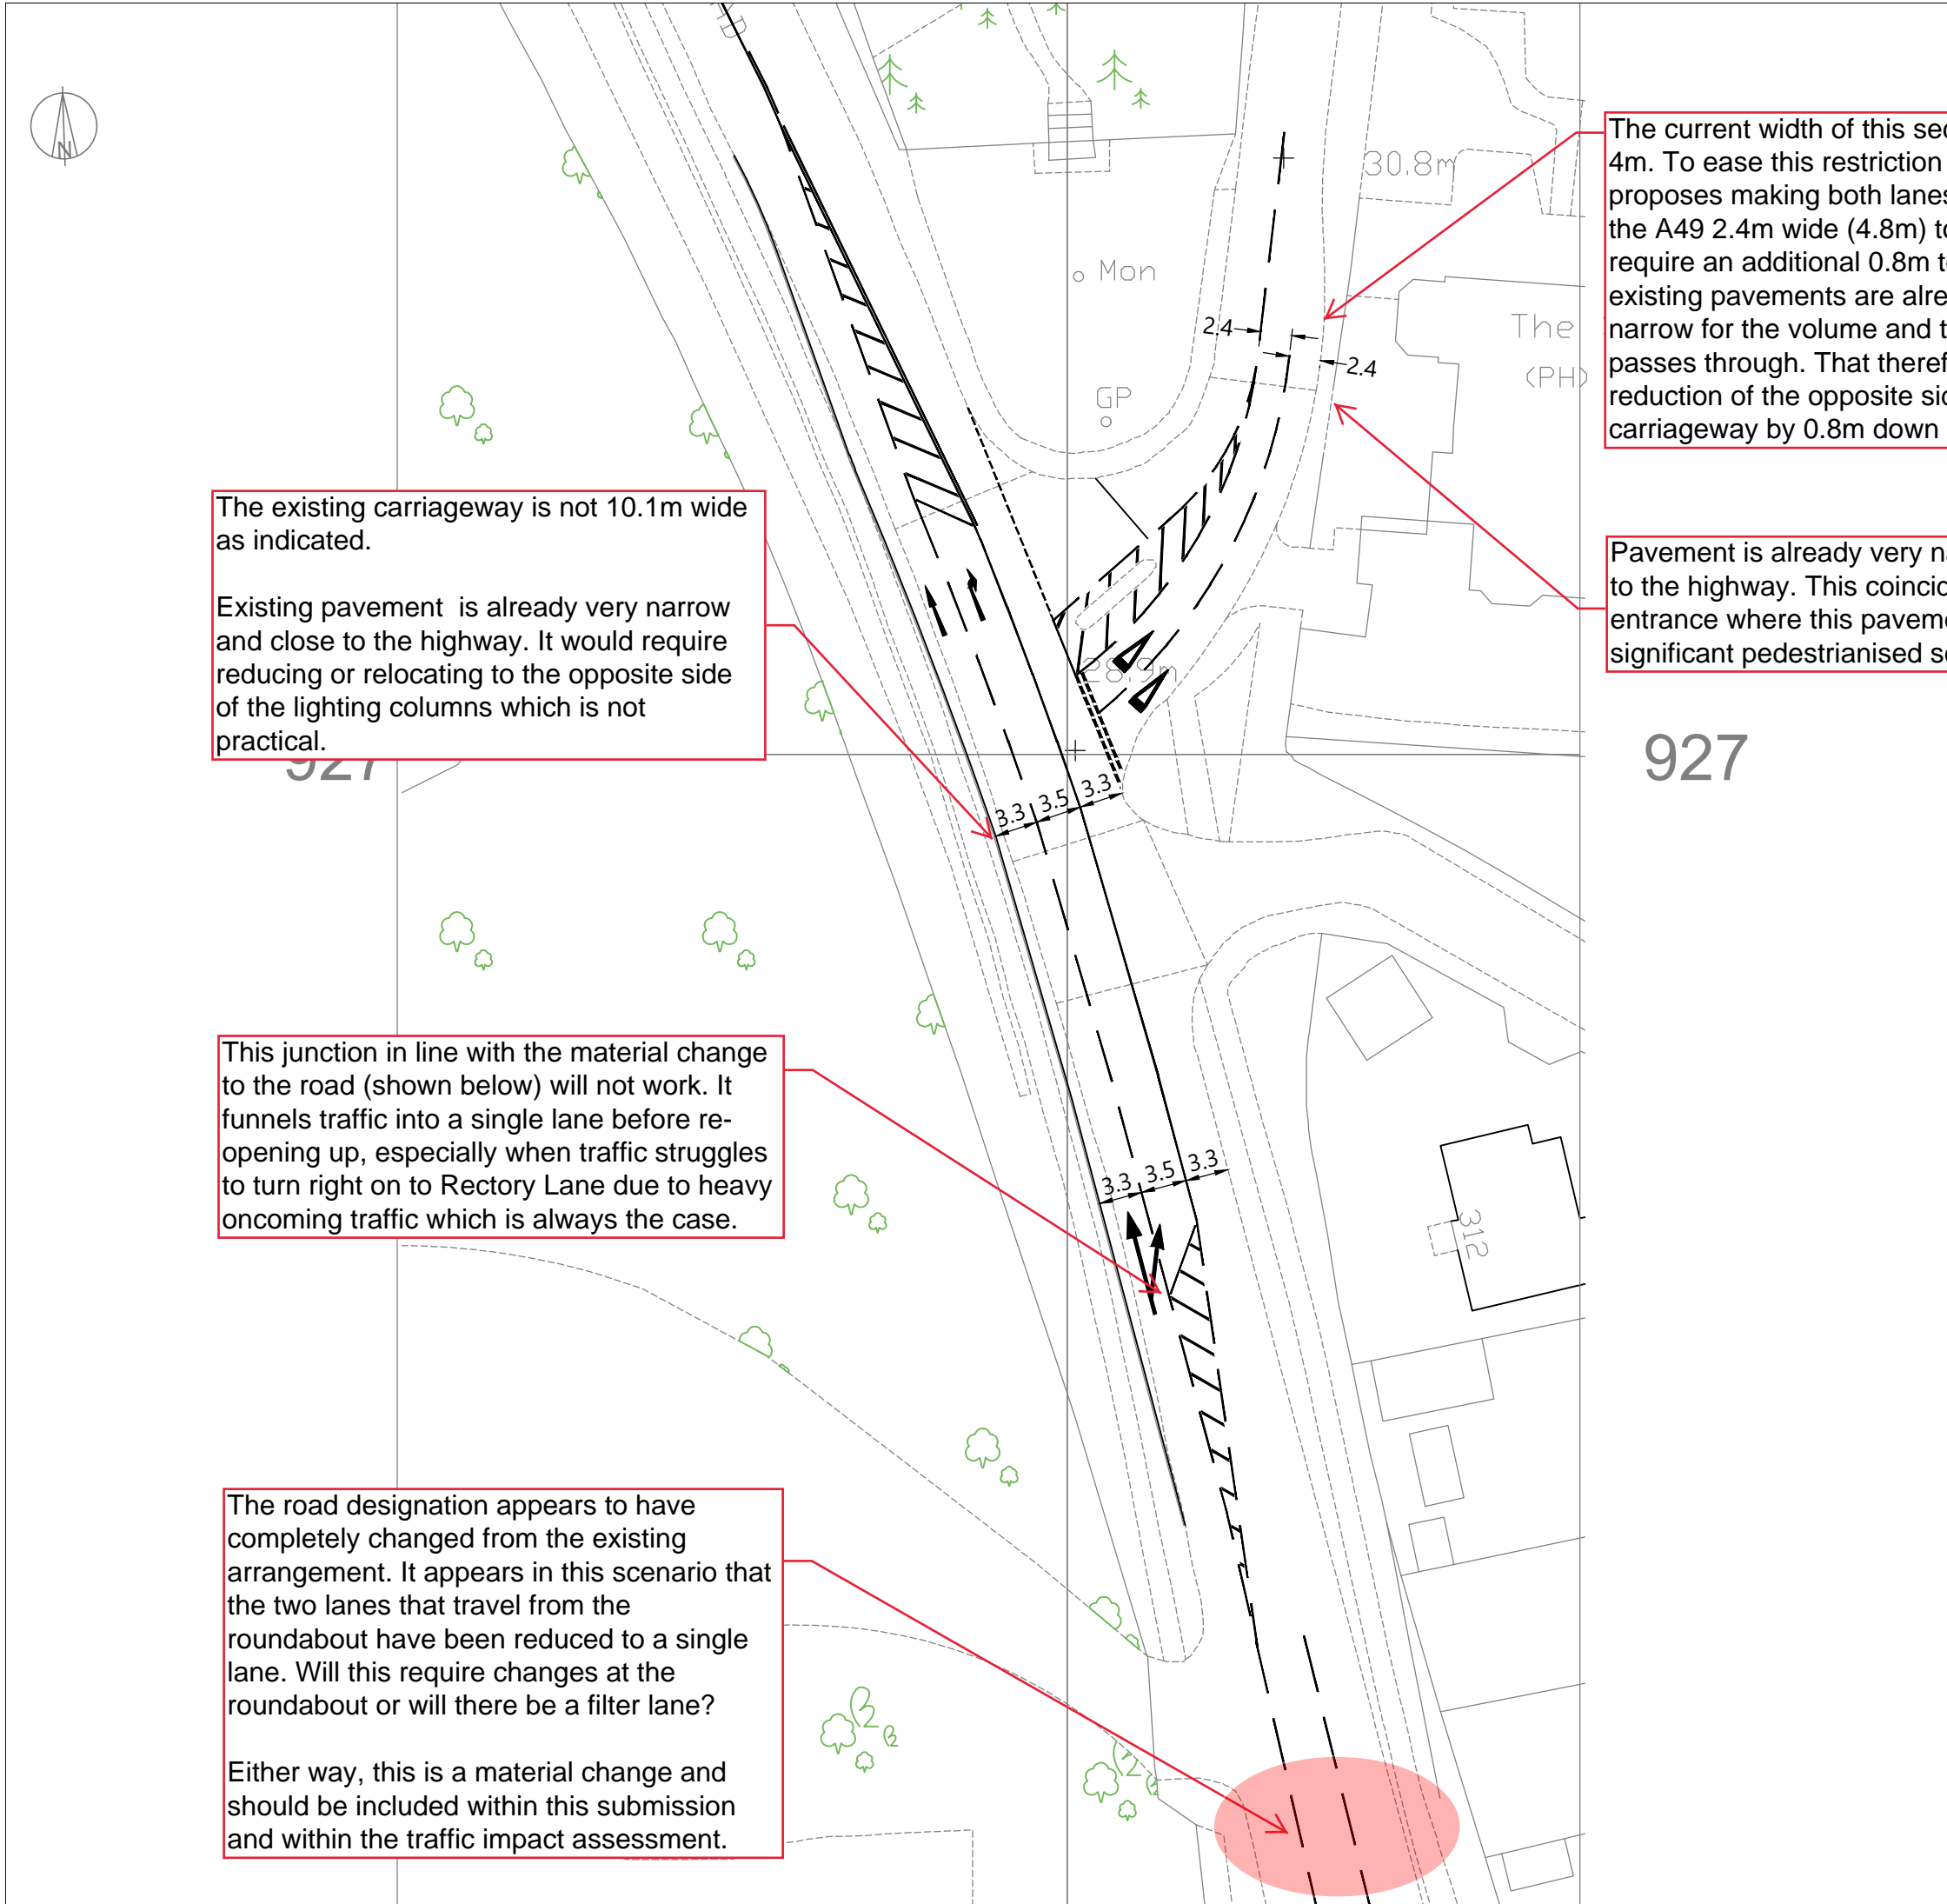 N
30.8m
Mon
2.4
2.4
GP
The
(PH)
The current width of this
4m. To ease this restriction
proposes making both lanes
the A49 2.4m wide (4.8m)
require an additional 0.8m
existing pavements are
narrow for the volume and
passes through. That
reduction of the opposite
carriageway by 0.8m down
The existing carriageway is not 10.1m wide
as indicated.
Existing pavement is already very narrow
and close to the highway. It would require
reducing or relocating to the opposite side
of the lighting columns which is not
practical.
Pavement is already very
to the highway. This
entrance where this
significant pedestrianised
28.9m
927
927
3.3 3.5 3.3
This junction in line with the material change
to the road (shown below) will not work. It
funnels traffic into a single lane before re-
opening up, especially when traffic struggles
to turn right on to Rectory Lane due to heavy
oncoming traffic which is always the case.
3.3 3.5 3.3
312
The road designation appears to have
completely changed from the existing
arrangement. It appears in this scenario that
the two lanes that travel from the
roundabout have been reduced to a single
lane. Will this require changes at the
roundabout or will there be a filter lane?
Either way, this is a material change and
should be included within this submission
and within the traffic impact assessment.